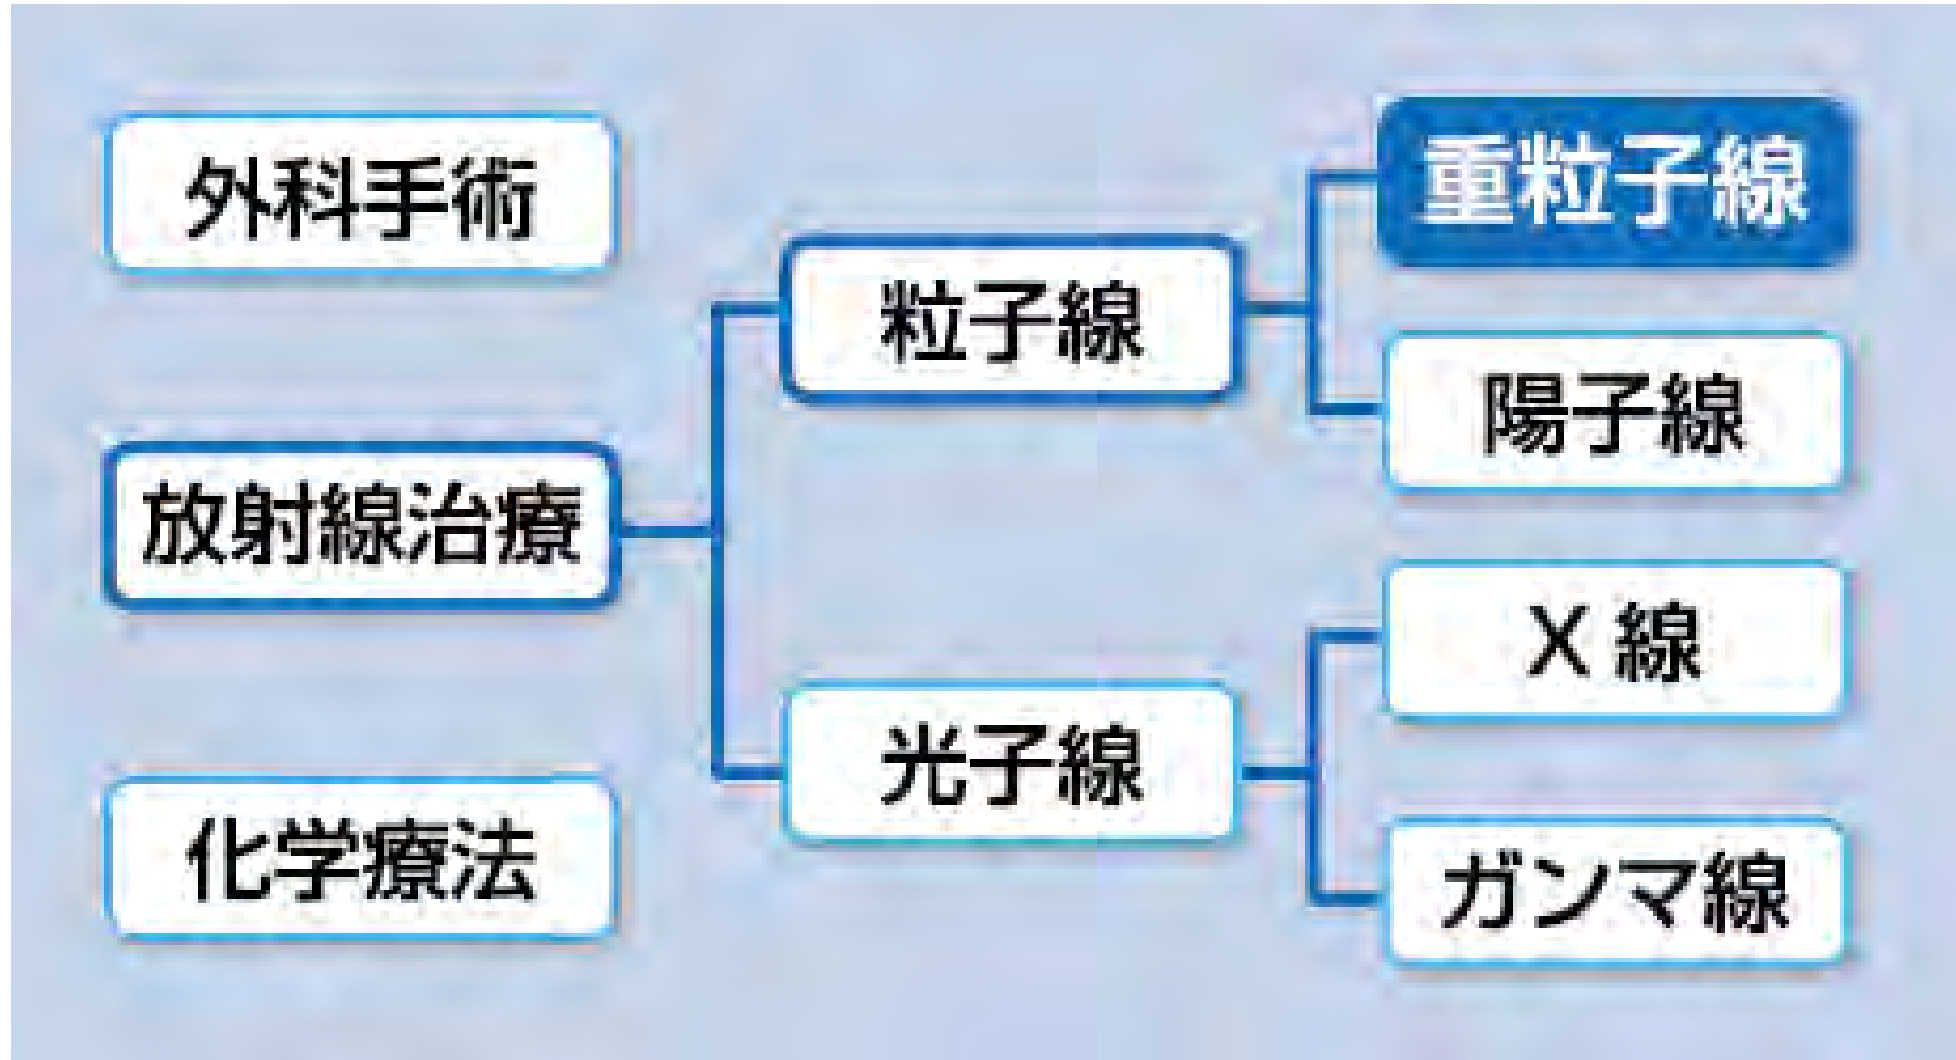 外科手術
放射線治療
化学療法
粒子線
光子線
重粒子線
陽子線
X 線
ガンマ線